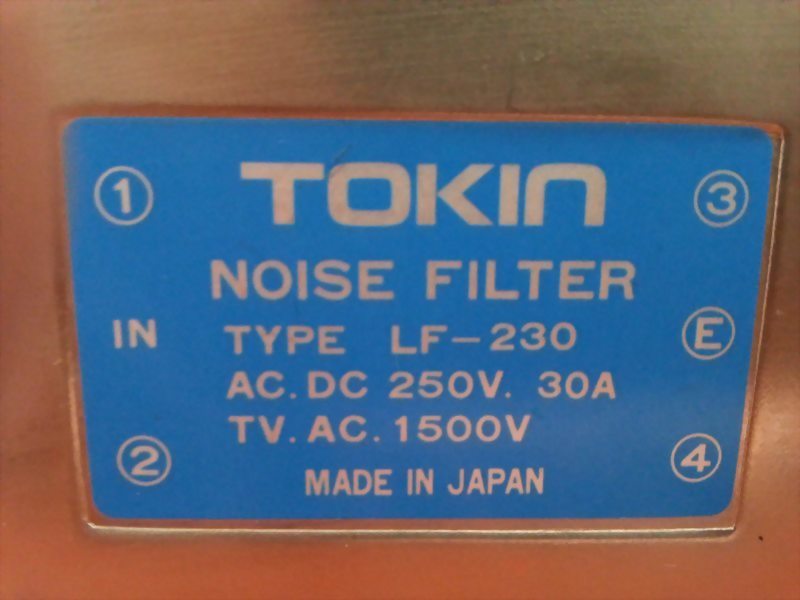 ① TOKIN ③
NOISE FILTER
IN TYPE LF-230 Ⓔ
AC. DC 250V. 30A
TV. AC. 1500V
② MADE IN JAPAN ④